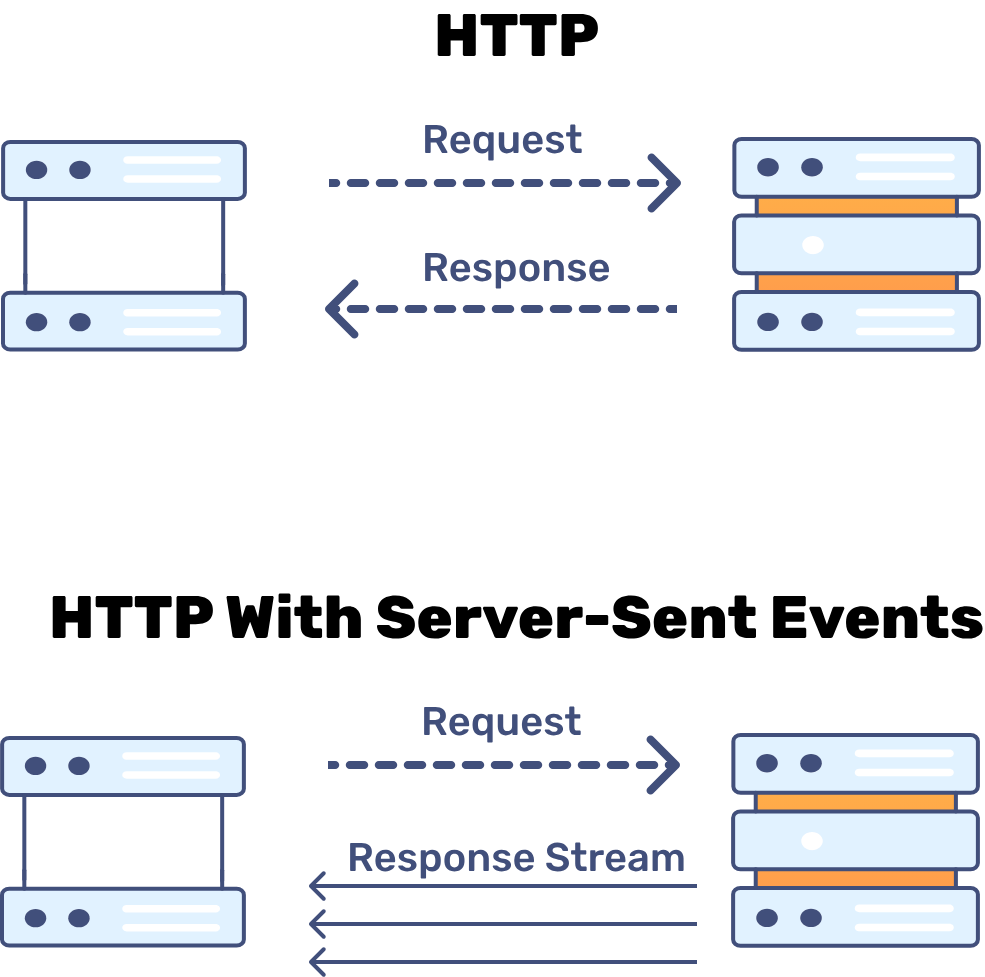 HTTP
Request
Response
HTTP With Server-Sent Events
Request
Response Stream